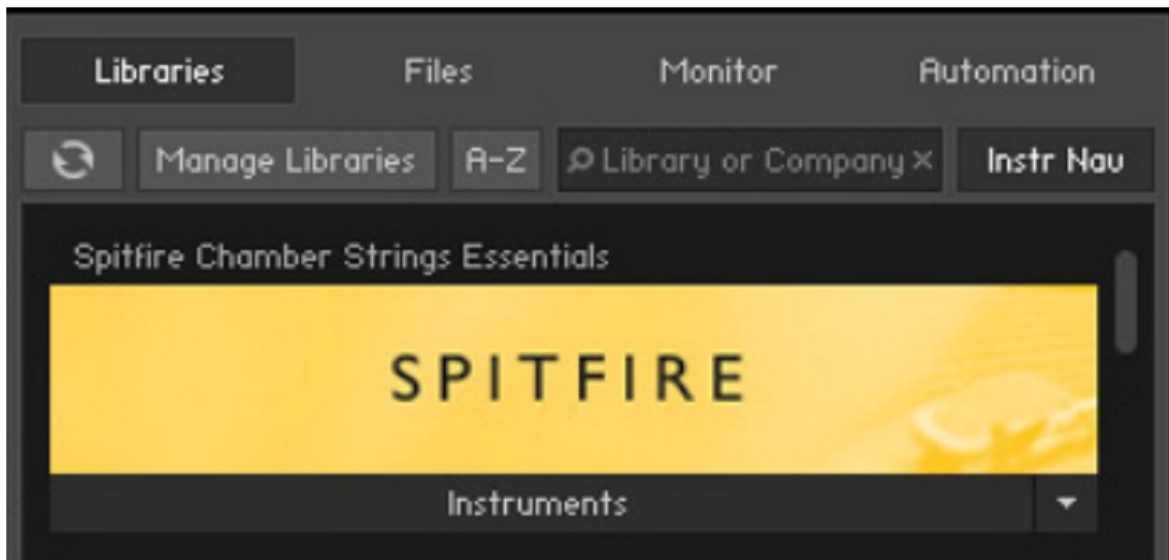 Libraries Files Monitor Automation
Manage Libraries A-Z Library or Company × Instr Nav
Spitfire Chamber Strings Essentials
SPITFIRE
Instruments